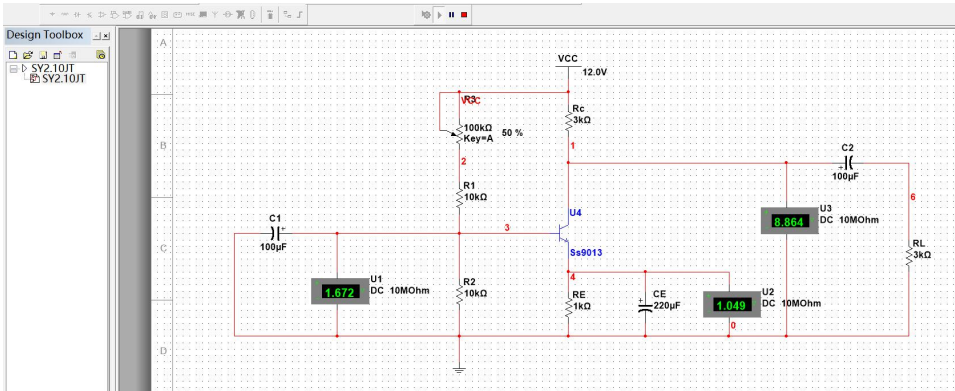 MISC
Design Toolbox
SY2.10JT
SY2.10JT
A
B
C
D
VCC
12.0V
R3
VCC
100kΩ
Key=A
50 %
2
Rc
3kΩ
1
R1
10kΩ
C2
100µF
6
C1
100µF
3
U4
Ss9013
U3
8.864
DC 10MOhm
RL
3kΩ
4
U1
1.672
DC 10MOhm
R2
10kΩ
RE
1kΩ
CE
220µF
U2
1.049
DC 10MOhm
0